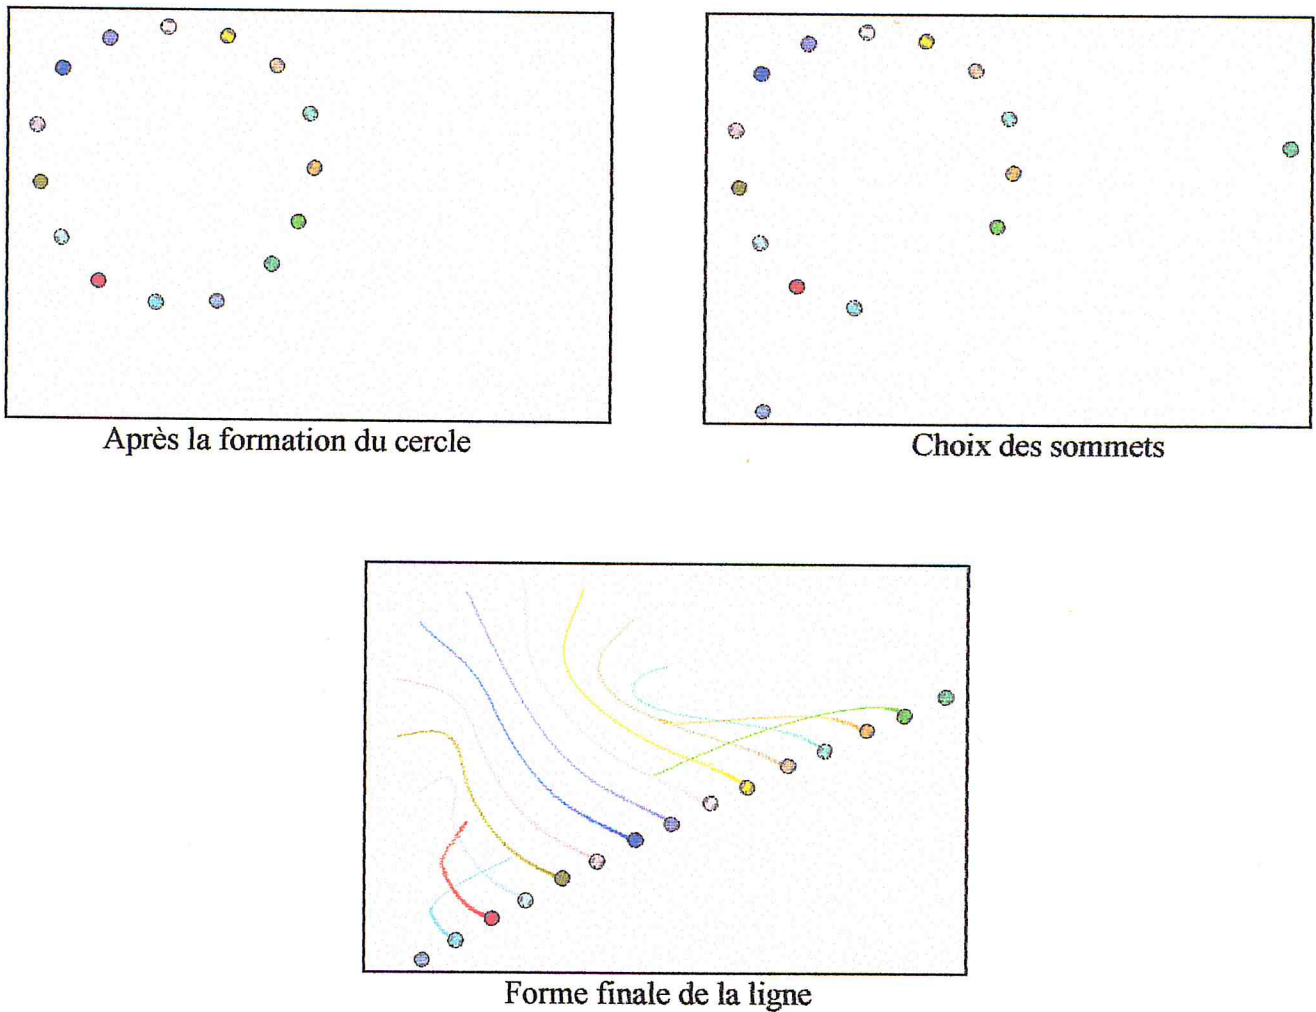 Après la formation du cercle
Choix des sommets
Forme finale de la ligne